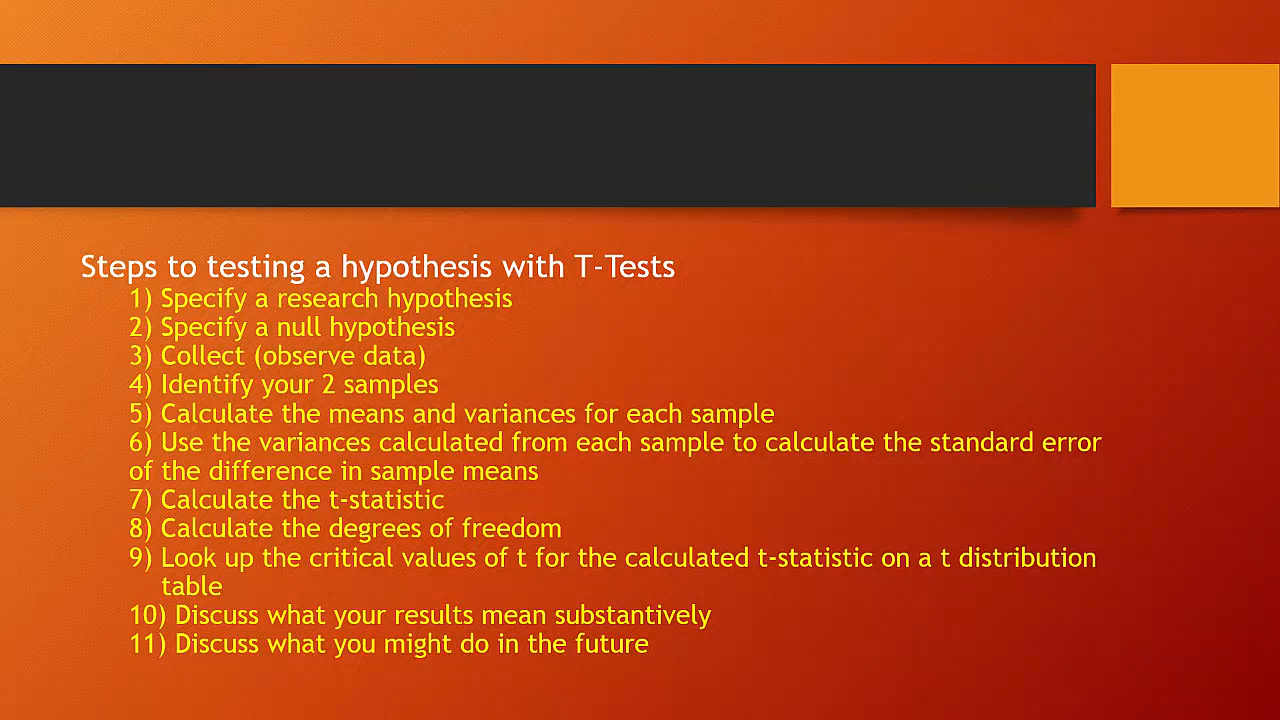 Steps to testing a hypothesis with T-Tests
1) Specify a research hypothesis
2) Specify a null hypothesis
3) Collect (observe data)
4) Identify your 2 samples
5) Calculate the means and variances for each sample
6) Use the variances calculated from each sample to calculate the standard error
of the difference in sample means
7) Calculate the t-statistic
8) Calculate the degrees of freedom
9) Look up the critical values of t for the calculated t-statistic on a t distribution
table
10) Discuss what your results mean substantively
11) Discuss what you might do in the future